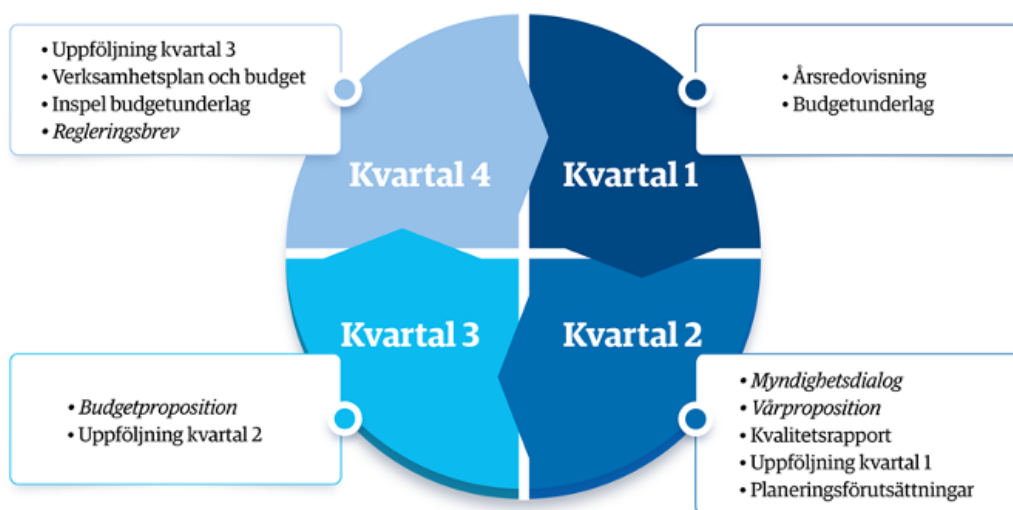 • Uppföljning kvartal 3
• Verksamhetsplan och budget
• Inspel budgetunderlag
• Regleringsbrev
• Årsredovisning
• Budgetunderlag
Kvartal 4
Kvartal 1
Kvartal 3
Kvartal 2
• Budgetproposition
• Uppföljning kvartal 2
• Myndighetsdialog
• Vårproposition
• Kvalitetsrapport
• Uppföljning kvartal 1
• Planeringsförutsättningar